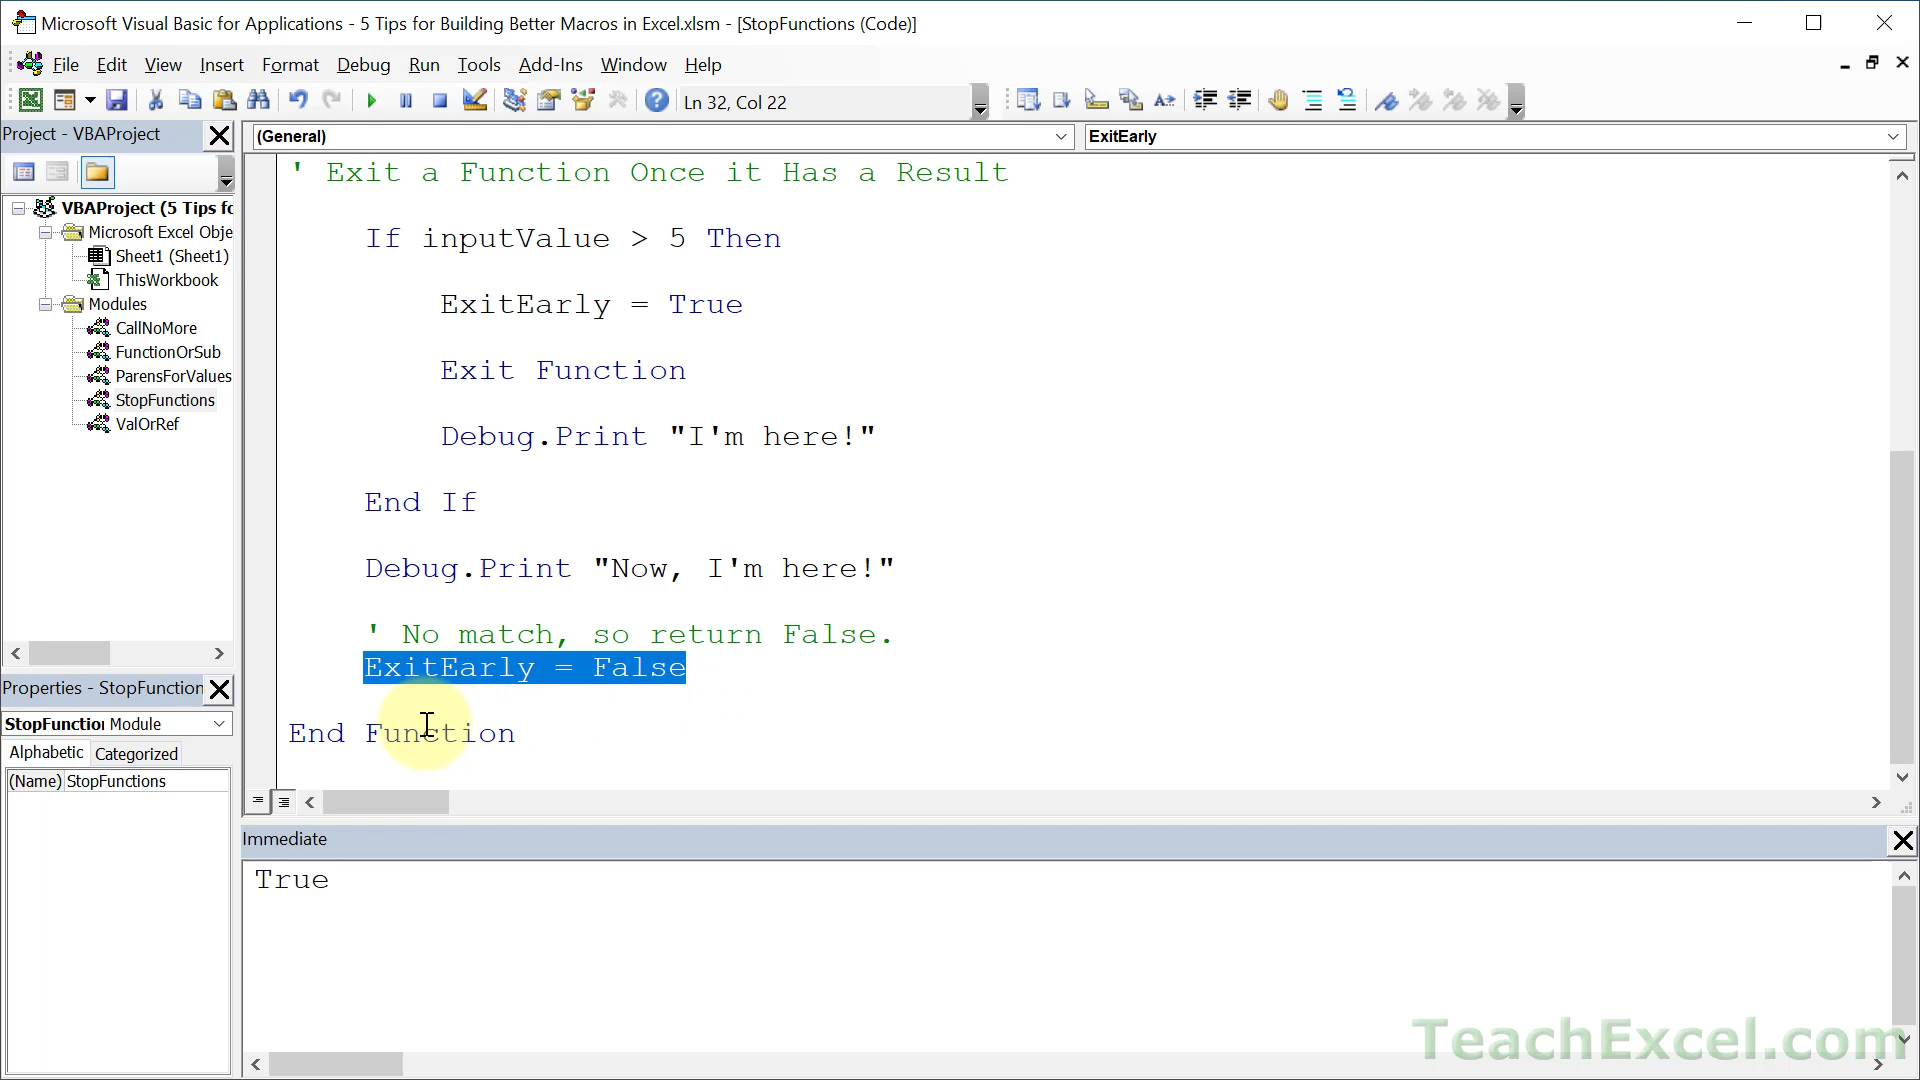 Microsoft Visual Basic for Applications - 5 Tips for Building Better Macros in Excel.xlsm - [StopFunctions (Code)]
File Edit View Insert Format Debug Run Tools Add-Ins Window Help
Ln 32, Col 22
Project - VBAProject
(General)
ExitEarly
VBAProject (5 Tips fo
Microsoft Excel Obje
Sheet1 (Sheet1)
ThisWorkbook
Modules
CallNoMore
FunctionOrSub
ParensForValues
StopFunctions
ValOrRef
' Exit a Function Once it Has a Result
If inputValue > 5 Then
ExitEarly = True
Exit Function
Debug.Print "I'm here!"
End If
Debug.Print "Now, I'm here!"
' No match, so return False.
ExitEarly = False
End Function
Properties - StopFunction
StopFunctio Module
Alphabetic Categorized
(Name) StopFunctions
Immediate
True
TeachExcel.com